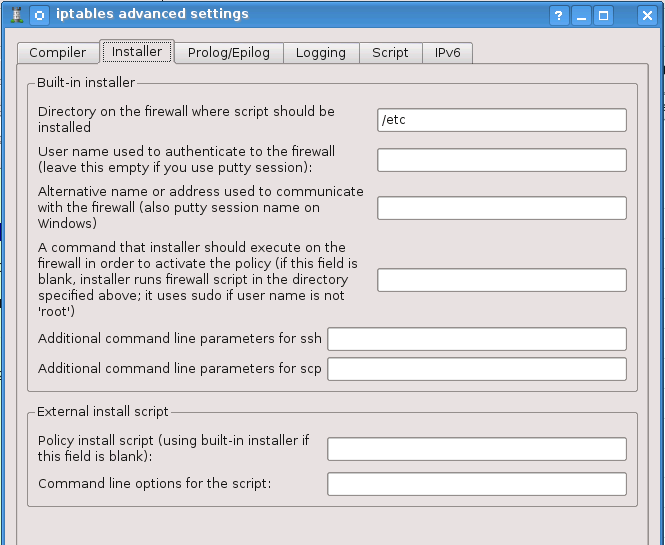 iptables advanced settings
Compiler Installer Prolog/Epilog Logging Script IPv6
Built-in installer
Directory on the firewall where script should be
installed
/etc
User name used to authenticate to the firewall
(leave this empty if you use putty session):
Alternative name or address used to communicate
with the firewall (also putty session name on
Windows)
A command that installer should execute on the
firewall in order to activate the policy (if this field is
blank, installer runs firewall script in the directory
specified above; it uses sudo if user name is not
'root')
Additional command line parameters for ssh
Additional command line parameters for scp
External install script
Policy install script (using built-in installer if
this field is blank):
Command line options for the script: